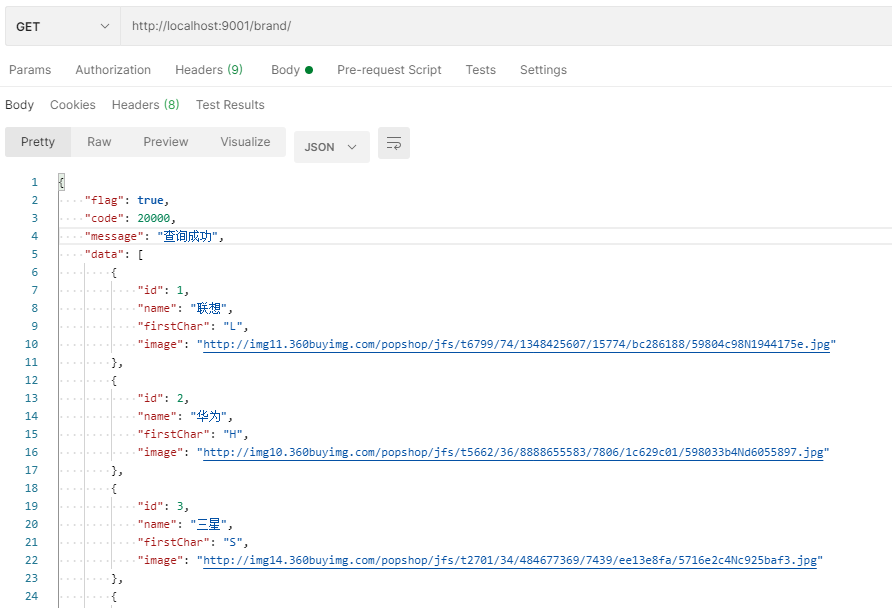 GET http://localhost:9001/brand/
Params Authorization Headers (9) Body Pre-request Script Tests Settings
Body Cookies Headers (8) Test Results
Pretty Raw Preview Visualize JSON
1 {
2 "flag": true,
3 "code": 20000,
4 "message": "查询成功",
5 "data": [
6 {
7 "id": 1,
8 "name": "联想",
9 "firstChar": "L",
10 "image": "http://img11.360buyimg.com/popshop/jfs/t6799/74/1348425607/15774/bc286188/59804c98N1944175e.jpg"
11 },
12 {
13 "id": 2,
14 "name": "华为",
15 "firstChar": "H",
16 "image": "http://img10.360buyimg.com/popshop/jfs/t5662/36/8888655583/7806/1c629c01/598033b4Nd6055897.jpg"
17 },
18 {
19 "id": 3,
20 "name": "三星",
21 "firstChar": "S",
22 "image": "http://img14.360buyimg.com/popshop/jfs/t2701/34/484677369/7439/ee13e8fa/5716e2c4Nc925baf3.jpg"
23 },
24 {